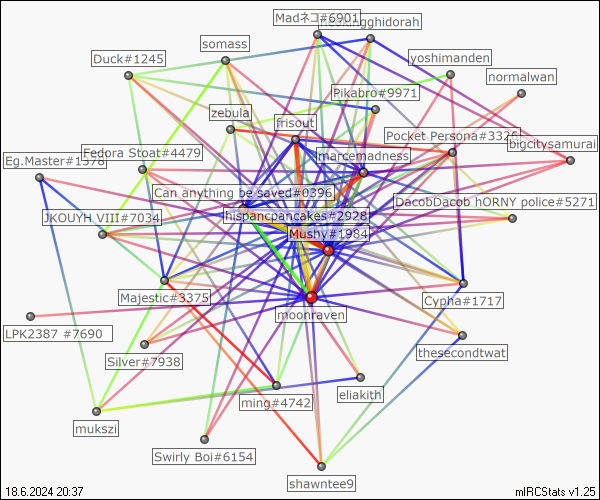 Madネコ#6901
neokingghidorah
somass
Duck#1245
yoshimanden
normalwan
Pikabro#9971
zebula
frisout
Pocket Persona#3326
bigcitysamurai
Fedora Stoat#4479
marcemadness
Eg.Master#1378
Can anything be saved#0396
DacobDacob hORNY police#5271
JKOUYH VIII#7034
hispancpancakes#2928
Mushy#1984
Majestic#3375
Cypha#1717
moonraven
LPK2387 #7690
thesecondtwat
Silver#7938
eliakith
ming#4742
mukszi
Swirly Boi#6154
shawntee9
18.6.2024 20:37
mIRCStats v1.25